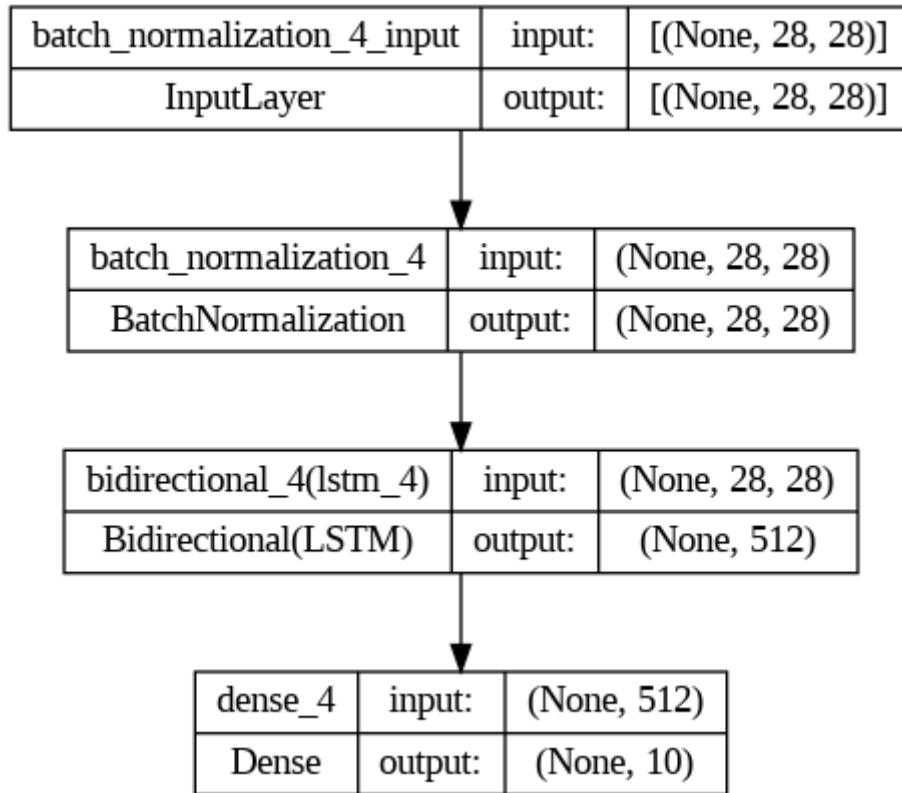 batch_normalization_4_input input: [(None, 28, 28)]
InputLayer output: [(None, 28, 28)]
batch_normalization_4 input: (None, 28, 28)
BatchNormalization output: (None, 28, 28)
bidirectional_4(lstm_4) input: (None, 28, 28)
Bidirectional(LSTM) output: (None, 512)
dense_4 input: (None, 512)
Dense output: (None, 10)